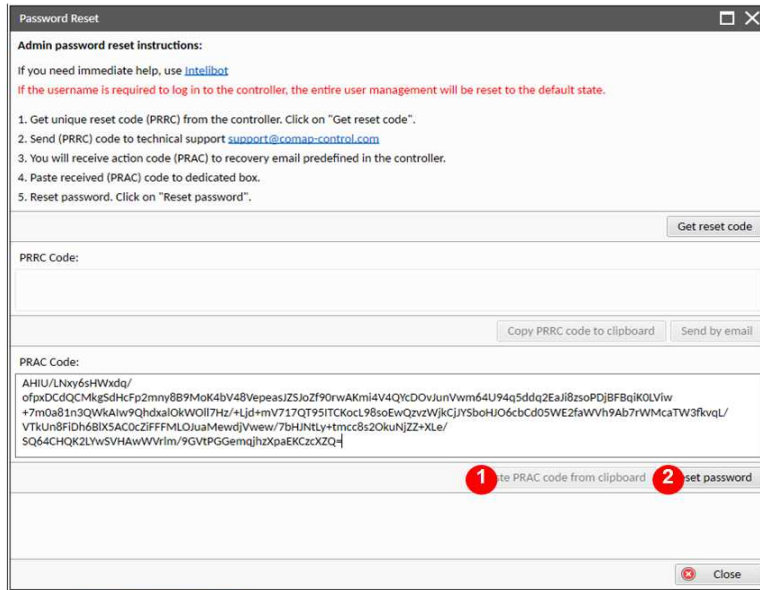 Password Reset
Admin password reset instructions:
If you need immediate help, use Intelibot
If the username is required to log in to the controller, the entire user management will be reset to the default state.
1. Get unique reset code (PRRC) from the controller. Click on "Get reset code".
2. Send (PRRC) code to technical support support@comap-control.com
3. You will receive action code (PRAC) to recovery email predefined in the controller.
4. Paste received (PRAC) code to dedicated box.
5. Reset password. Click on "Reset password".
Get reset code
PRRC Code:
Copy PRRC code to clipboard Send by email
PRAC Code:
AHIU/LNxy6sHWxdq/
ofpxDCdQCMkgSdHcFp2mny8B9MoK4bV48VepeasJZSJoZf90rwAKmi4V4QYcDOvJunVwm64U94q5ddq2EaJi8zsoPDjBFBqiK0LViw
+7m0a81n3QWkAIw9QhdxalOkWOll7Hz/+Ljd+mV717QT95ITCKocL98soEwQzvzWjkCjJYSboHJO6cbCd05WE2faWVh9Ab7rWMcaTW3fkvqL/
VTkUn8FiDh6BlX5AC0cZiFFFMLOJuaMewdjVwew/7bHJNtLy+tmcc8s2OkuNjZZ+XLe/
SQ64CHQK2LYwSVHAwWVrlm/9GVtPGGemqjhzXpaEKCzcXZQ=
1 te PRAC code from clipboard 2 set password
Close